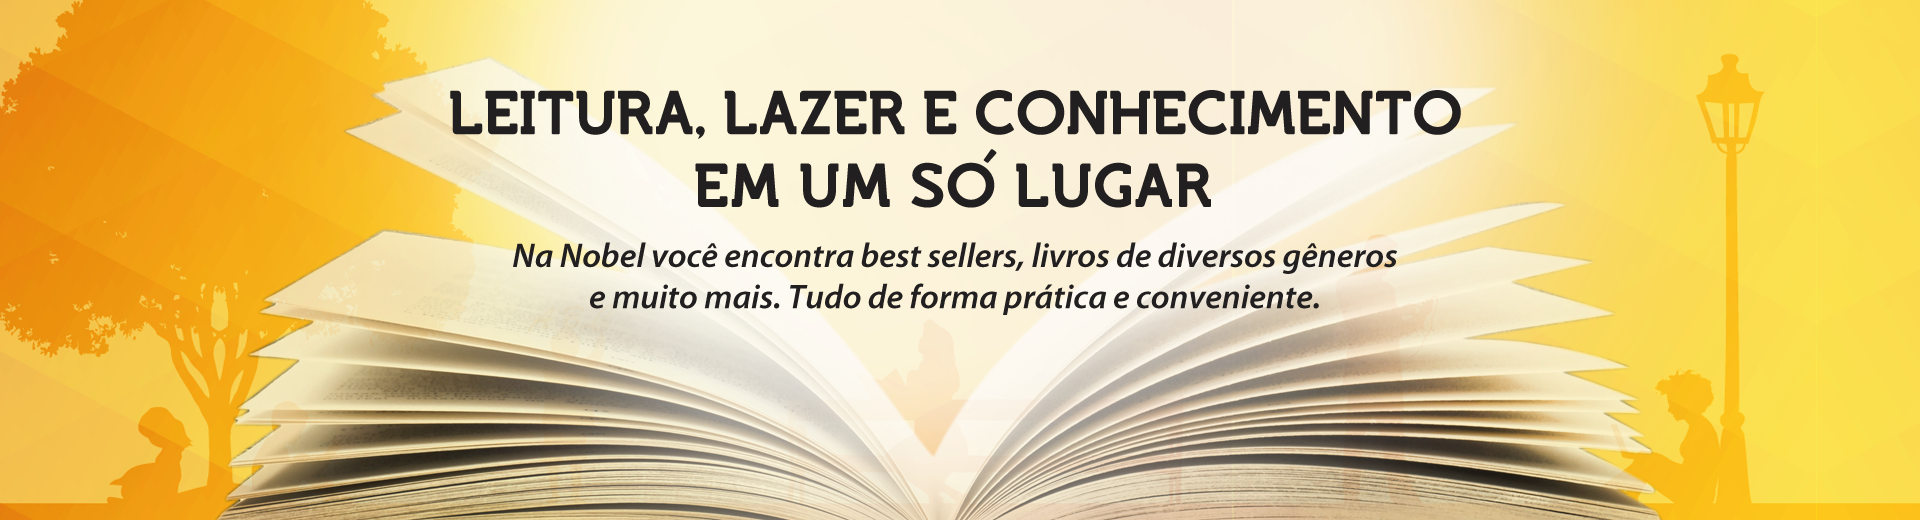 LEITURA, LAZER E CONHECIMENTO
EM UM SÓ LUGAR
Na Nobel você encontra best sellers, livros de diversos gêneros
e muito mais. Tudo de forma prática e conveniente.